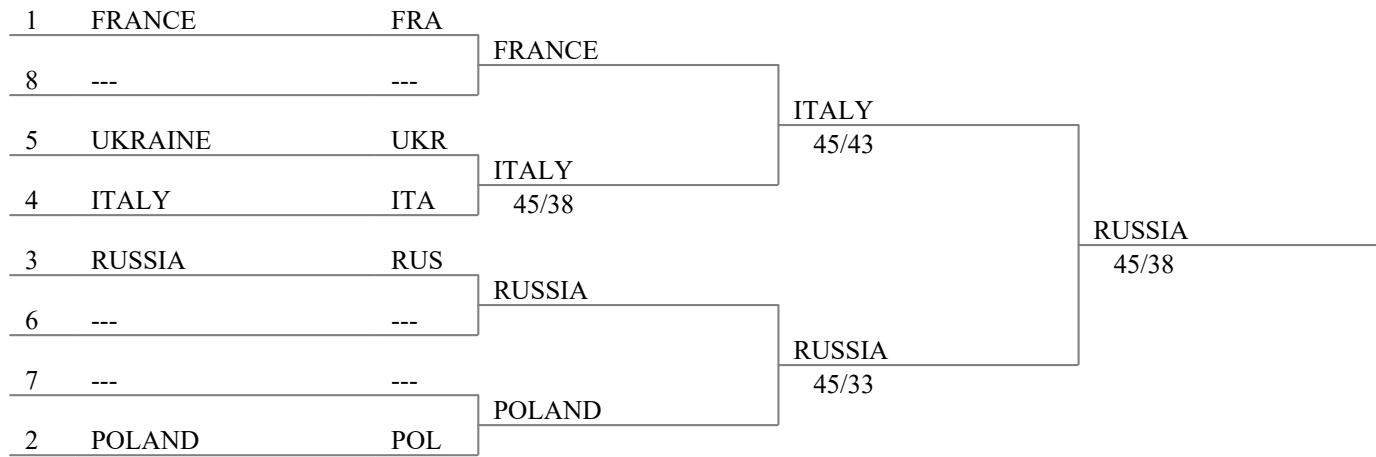 1 FRANCE FRA
FRANCE
8 --- ---
ITALY
45/43
5 UKRAINE UKR
ITALY
45/38
4 ITALY ITA
RUSSIA
45/38
3 RUSSIA RUS
RUSSIA
6 --- ---
RUSSIA
45/33
7 --- ---
POLAND
2 POLAND POL